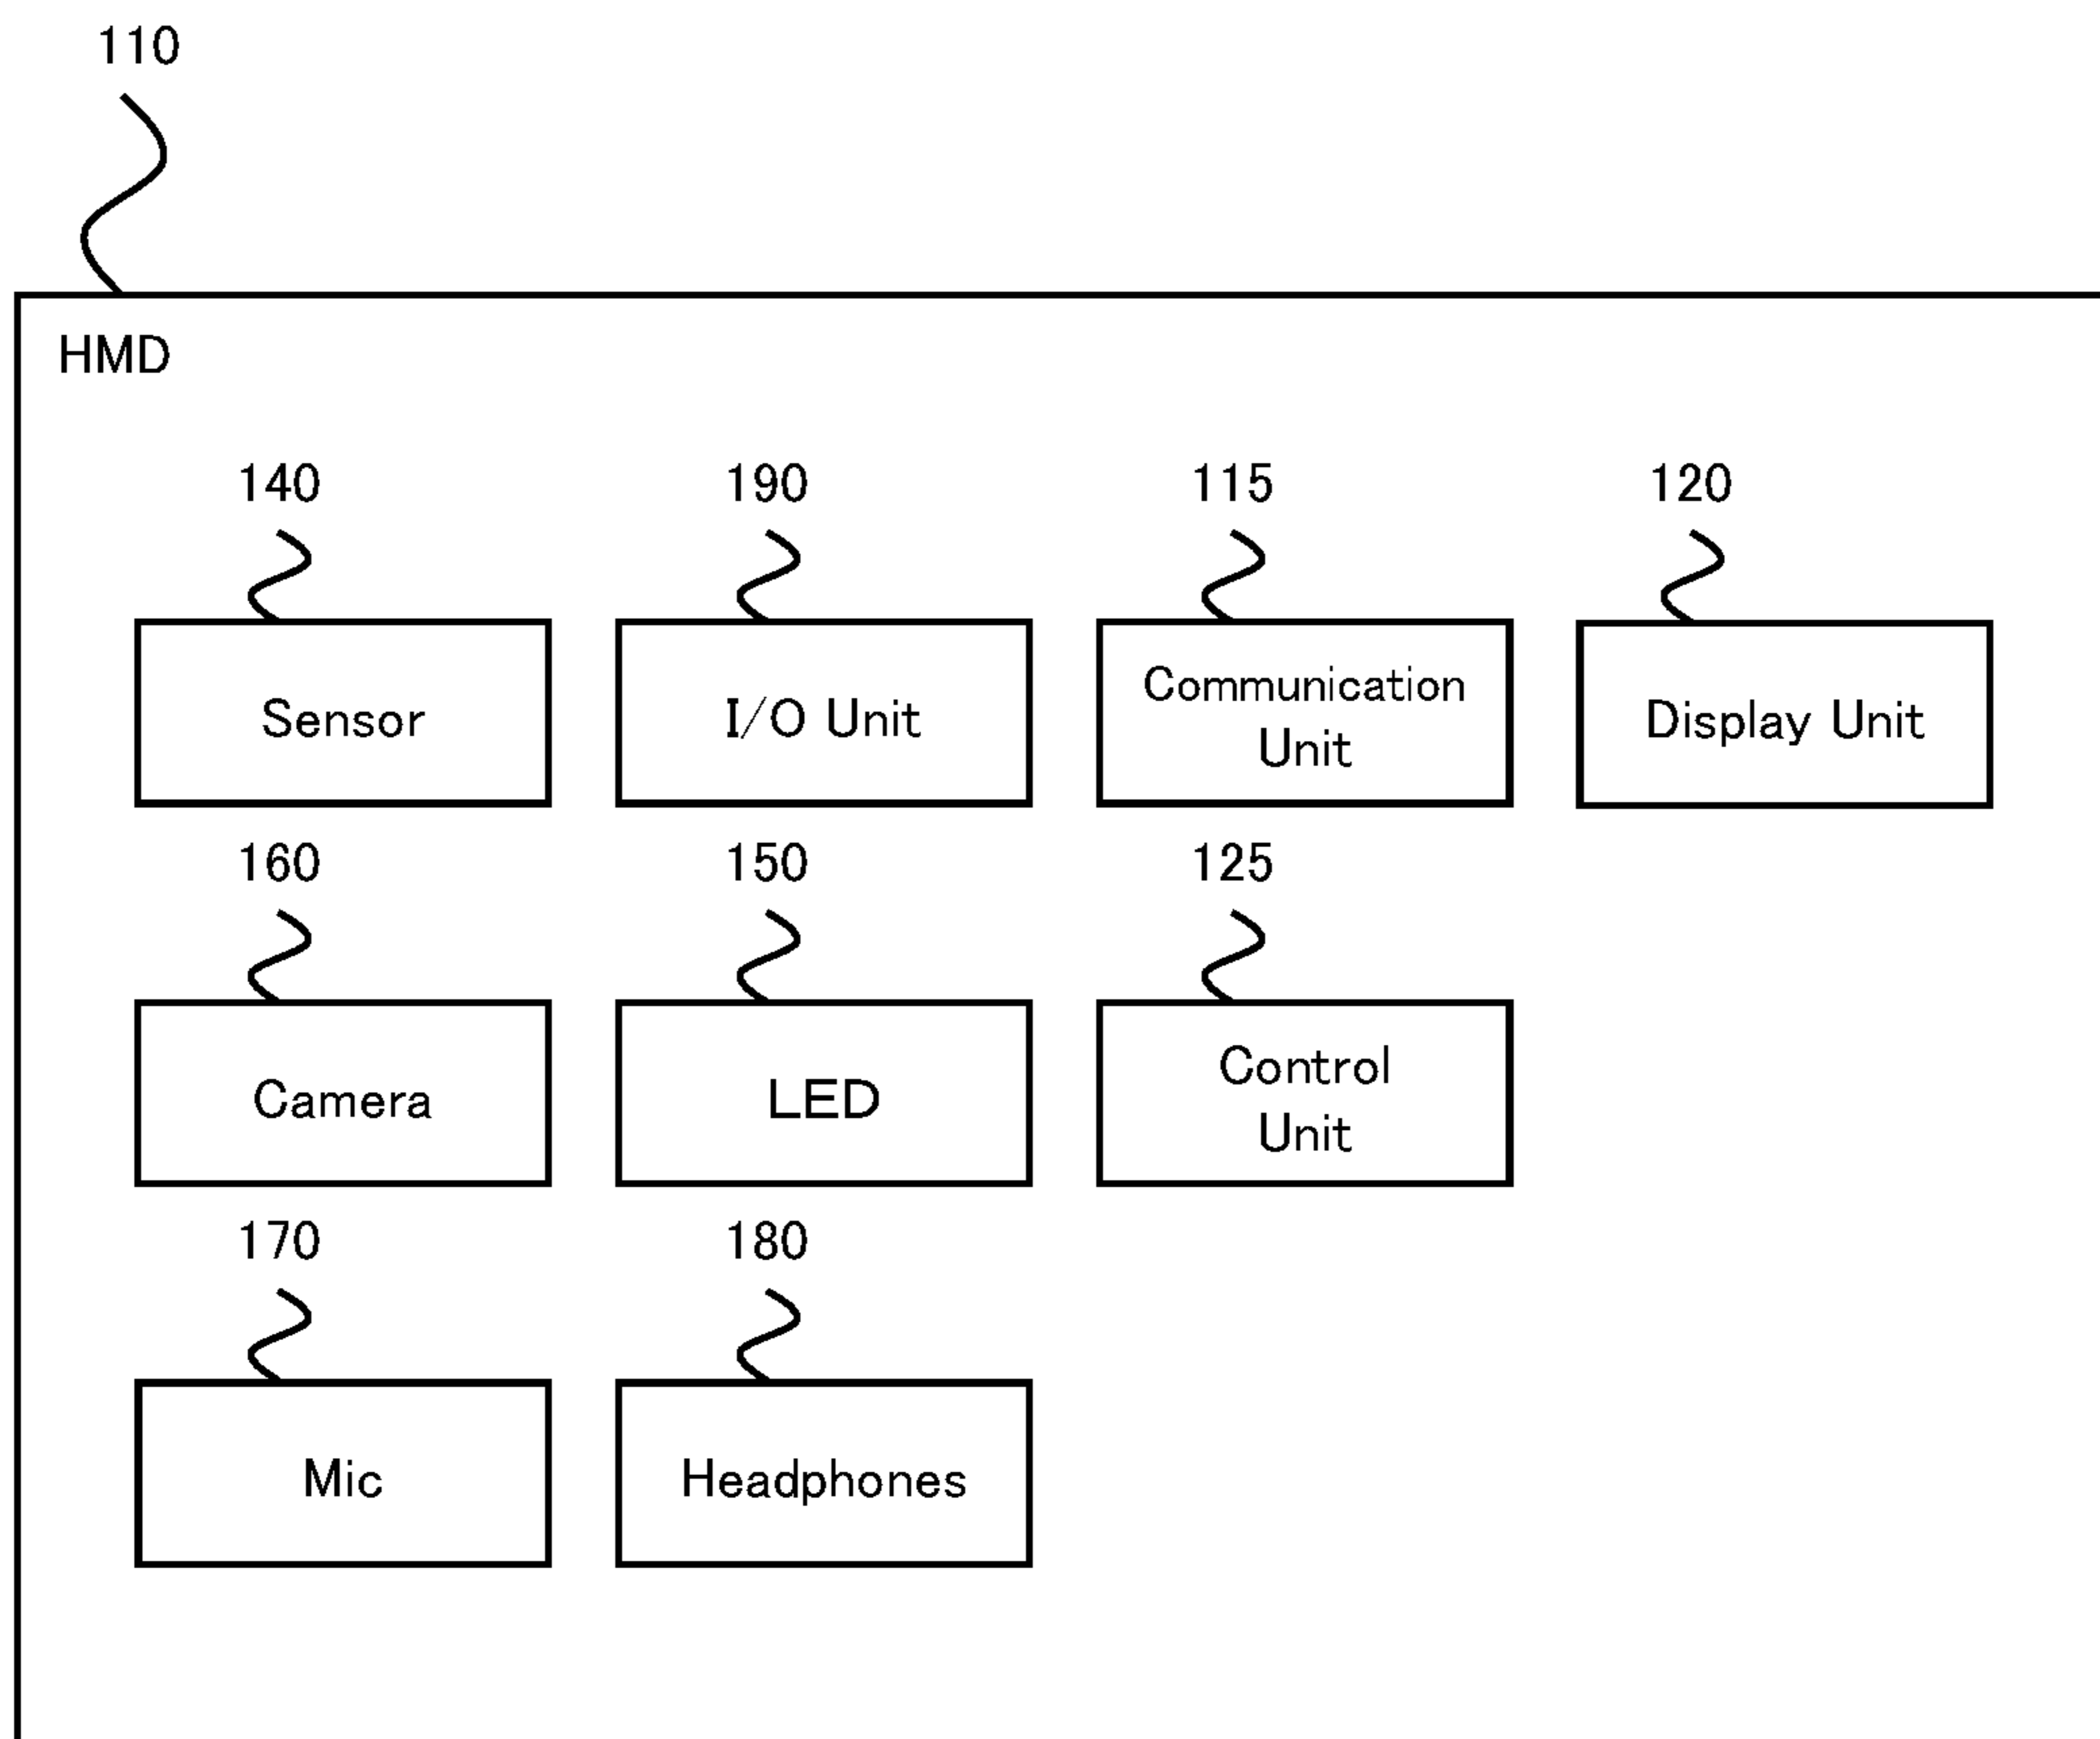 110
HMD
140 190 115 120
Sensor
I/O Unit
Communication
Unit
Display Unit
160 150 125
Camera
LED
Control
Unit
170 180
Mic
Headphones